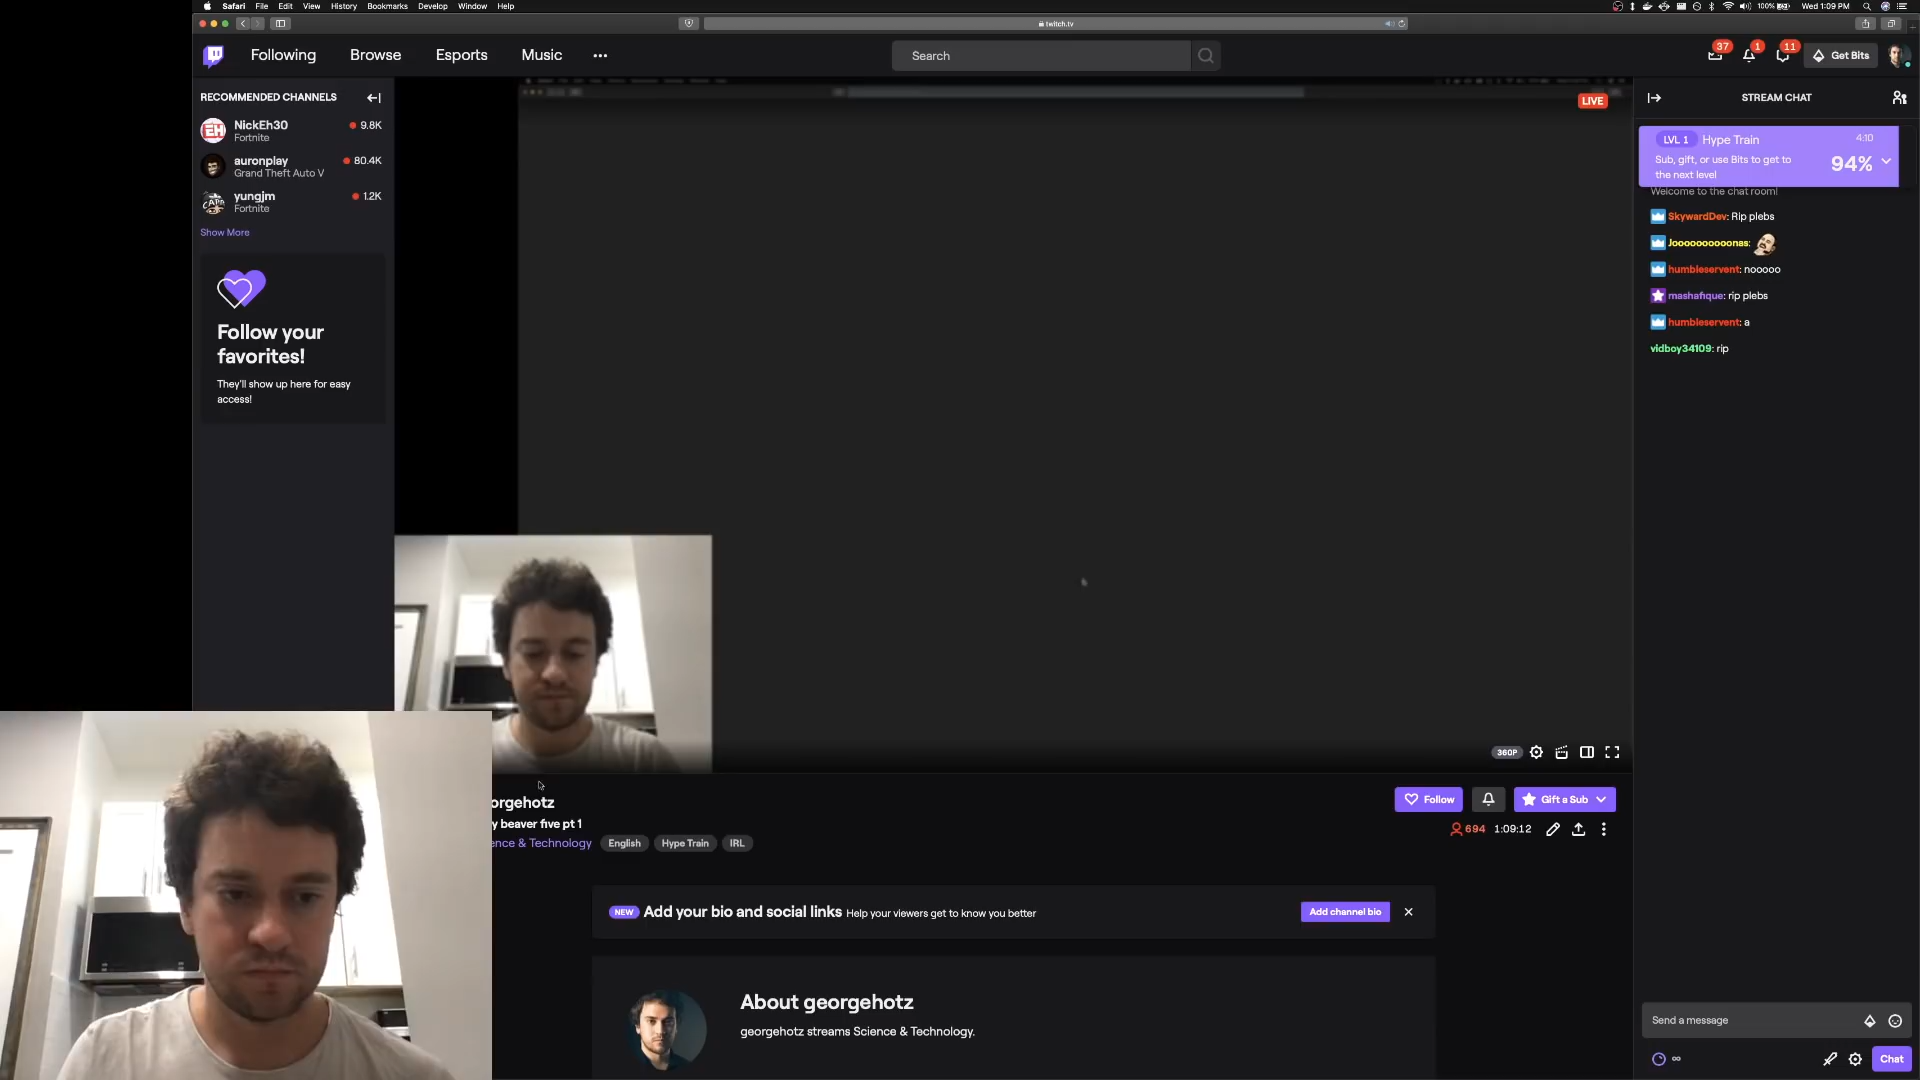 Safari File Edit View History Bookmarks Develop Window Help
100% Wed 1:09 PM
twitch.tv
Following Browse Esports Music
Search
37 1 11 Get Bits
RECOMMENDED CHANNELS
NickEh30 9.8K
Fortnite
auronplay 80.4K
Grand Theft Auto V
yungjm 1.2K
Fortnite
Show More
Follow your
favorites!
They'll show up here for easy
access!
LIVE
360P
orgehotz
y beaver five pt 1
ence & Technology English Hype Train IRL
Follow Gift a Sub
694 1:09:12
NEW Add your bio and social links Help your viewers get to know you better Add channel bio
About georgehotz
georgehotz streams Science & Technology.
STREAM CHAT
LVL 1 Hype Train 4:10
Sub, gift, or use Bits to get to
the next level
94%
Welcome to the chat room!
SkywardDev: Rip plebs
humbleservent: nooooo
mashafique: rip plebs
humbleservent: a
vidboy34109: rip
Send a message
Chat